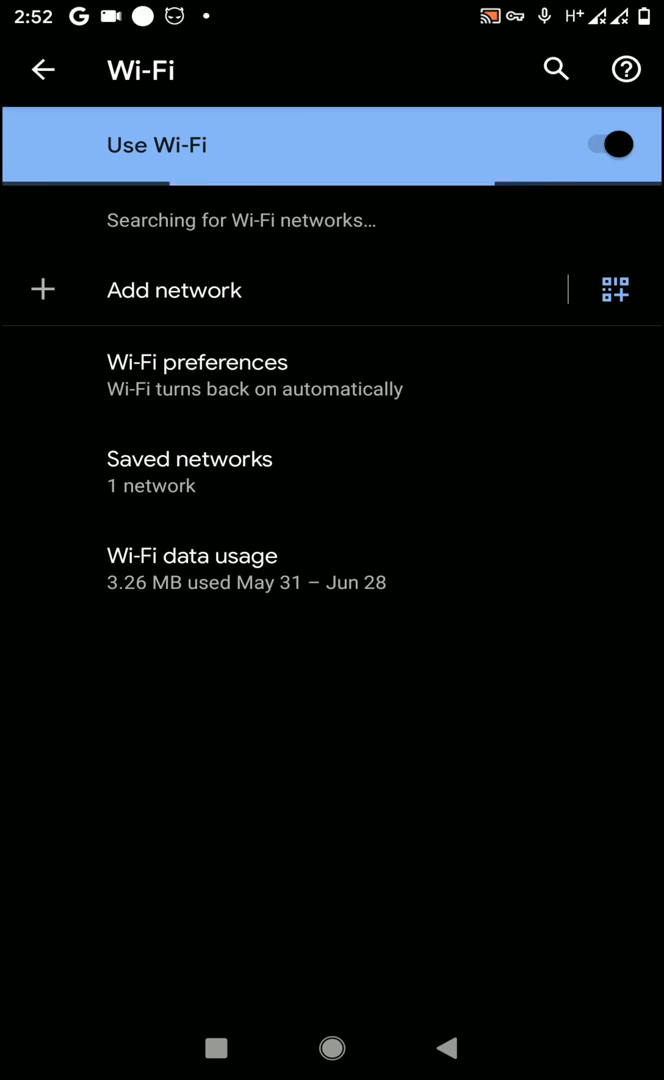 2:52 G H+
Wi-Fi
Use Wi-Fi
Searching for Wi-Fi networks…
Add network
Wi-Fi preferences
Wi-Fi turns back on automatically
Saved networks
1 network
Wi-Fi data usage
3.26 MB used May 31 – Jun 28